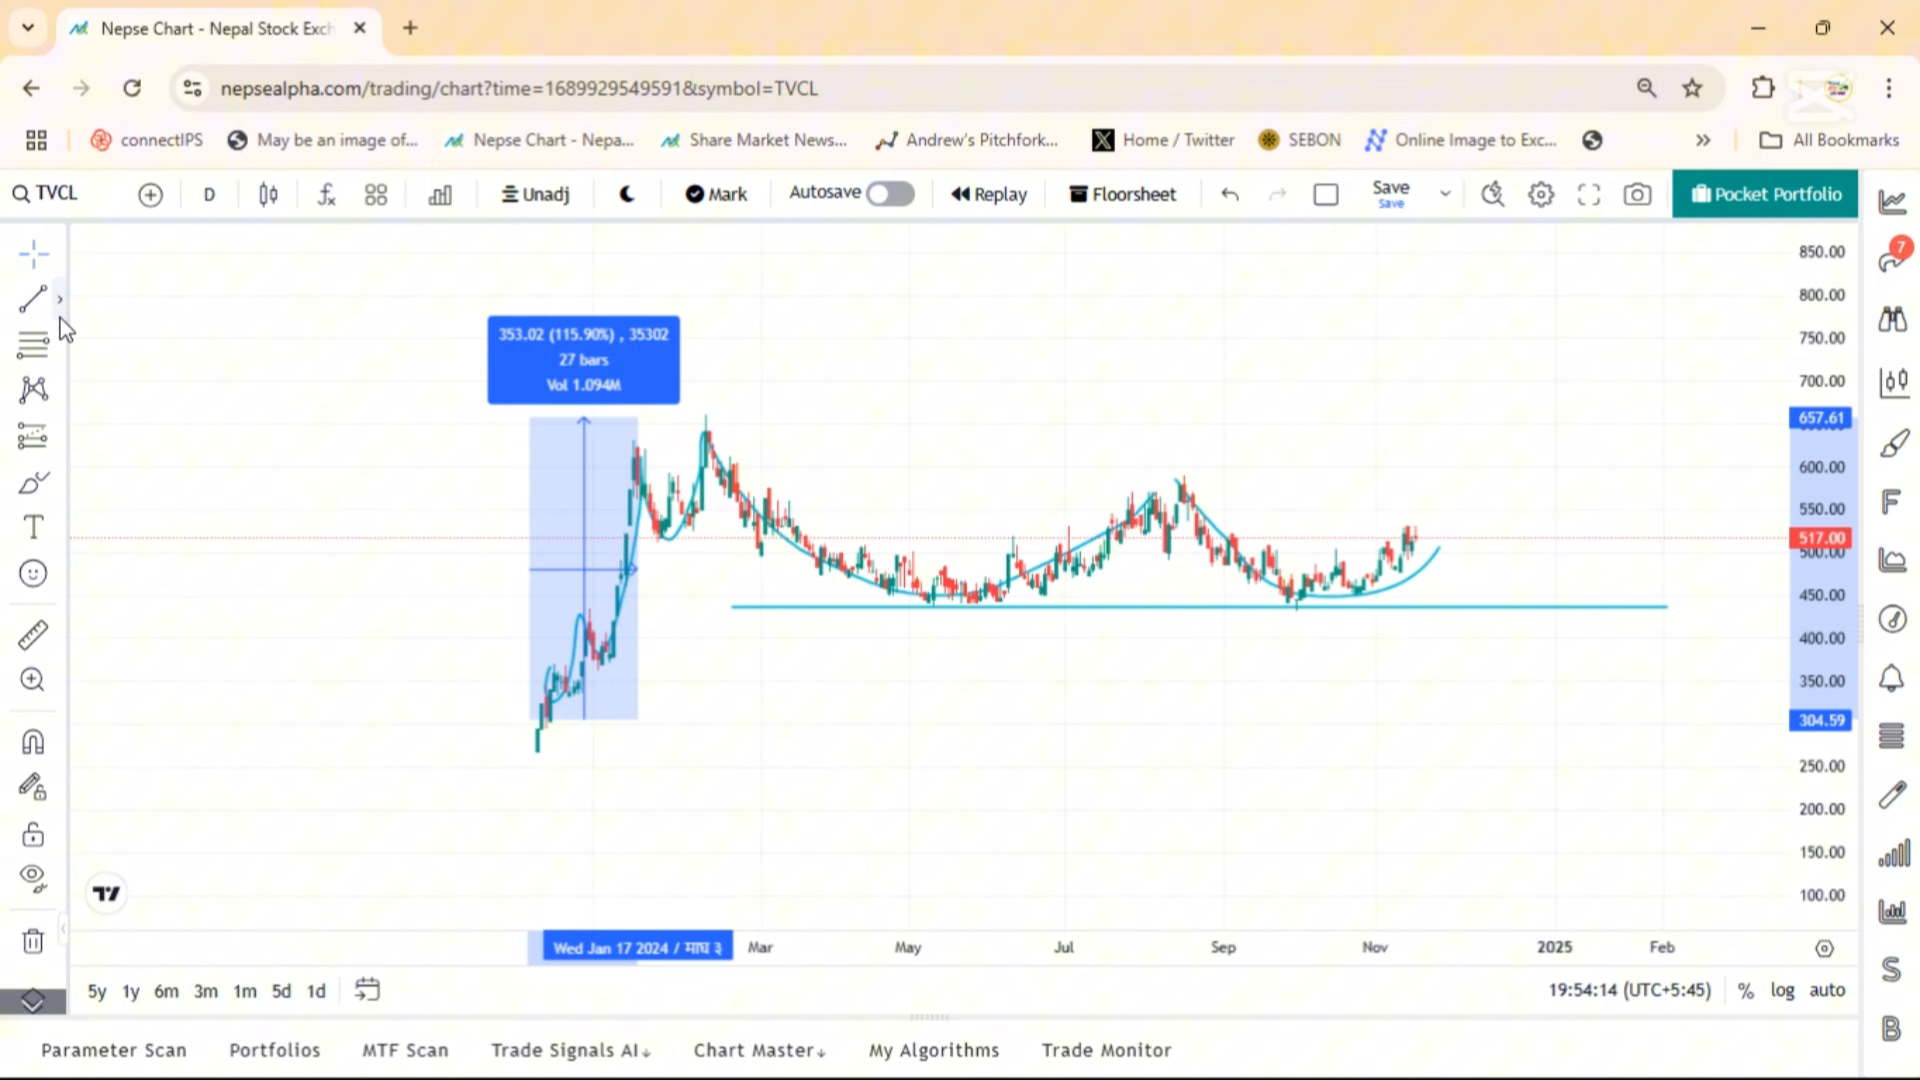 Nepse Chart - Nepal Stock Exch
nepsealpha.com/trading/chart?time=1689929549591&symbol=TVCL
connectIPS
May be an image of...
Nepse Chart - Nepa...
Share Market News...
Andrew's Pitchfork...
Home / Twitter
SEBON
Online Image to Exc...
All Bookmarks
TVCL
D
Unadj
Mark
Autosave
Replay
Floorsheet
Save
Save
Pocket Portfolio
7
353.02 (115.90%) , 35302
27 bars
Vol 1.094M
850.00
800.00
750.00
700.00
657.61
600.00
550.00
517.00
500.00
450.00
400.00
350.00
304.59
250.00
200.00
150.00
100.00
Wed Jan 17 2024 / माघ ३
Mar
May
Jul
Sep
Nov
2025
Feb
5y 1y 6m 3m 1m 5d 1d
19:54:14 (UTC+5:45) % log auto
Parameter Scan
Portfolios
MTF Scan
Trade Signals AI↓
Chart Master↓
My Algorithms
Trade Monitor
F
S
B